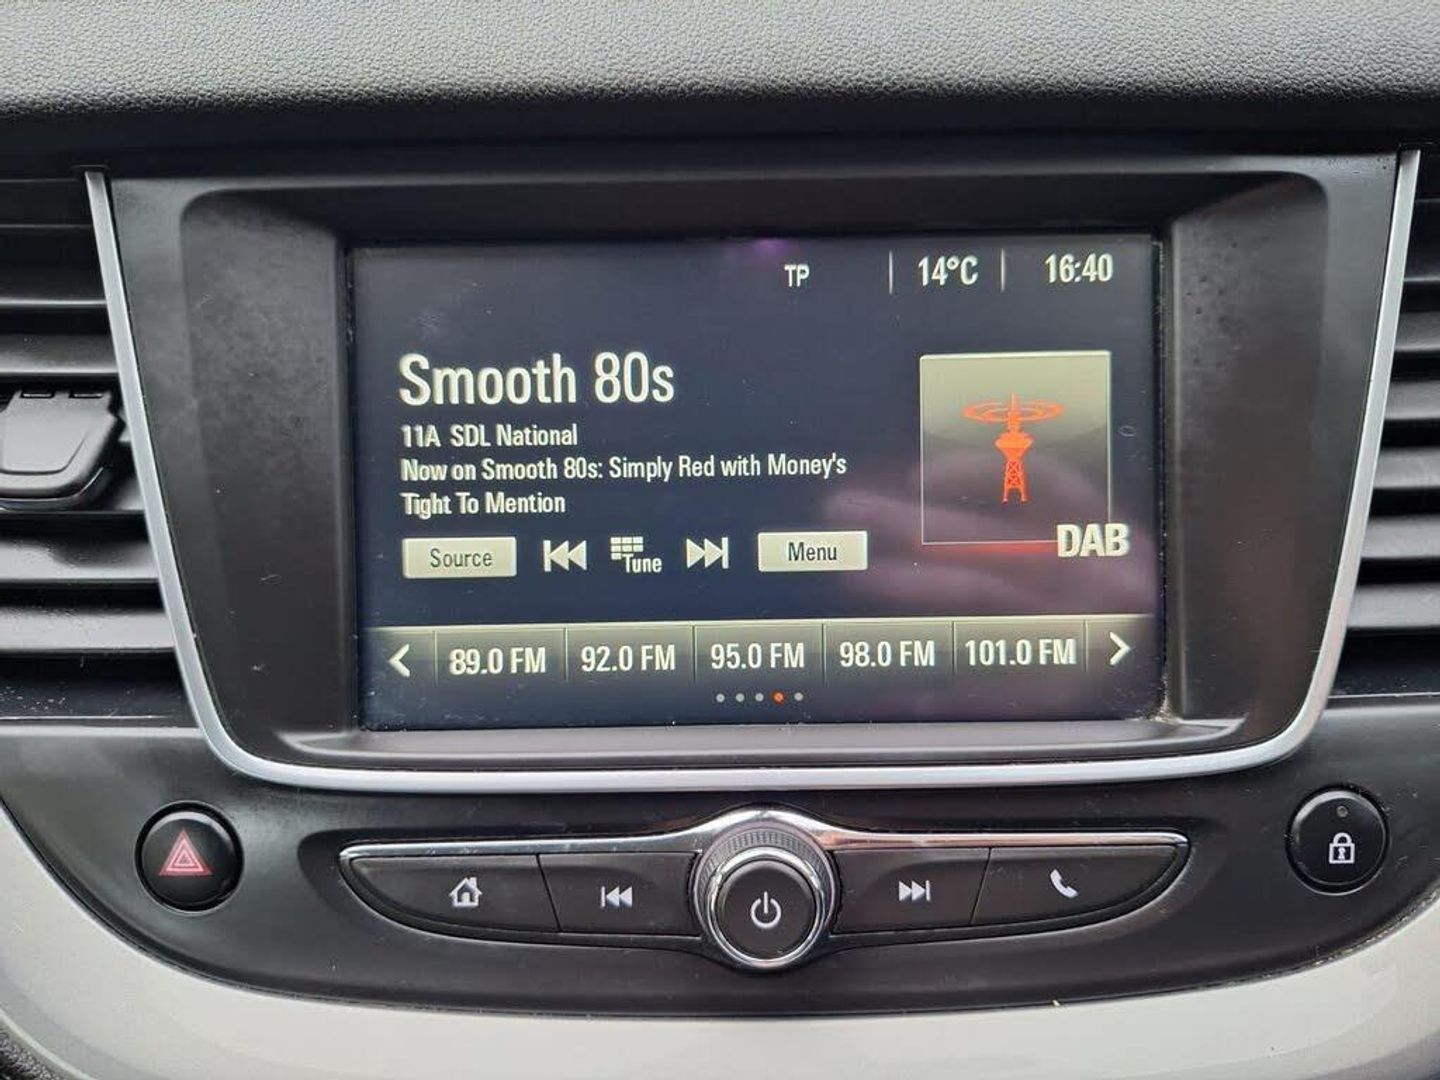 TP 14°C 16:40
Smooth 80s
11A SDL National
Now on Smooth 80s: Simply Red with Money's
Tight To Mention
DAB
Source Tune Menu
89.0 FM 92.0 FM 95.0 FM 98.0 FM 101.0 FM